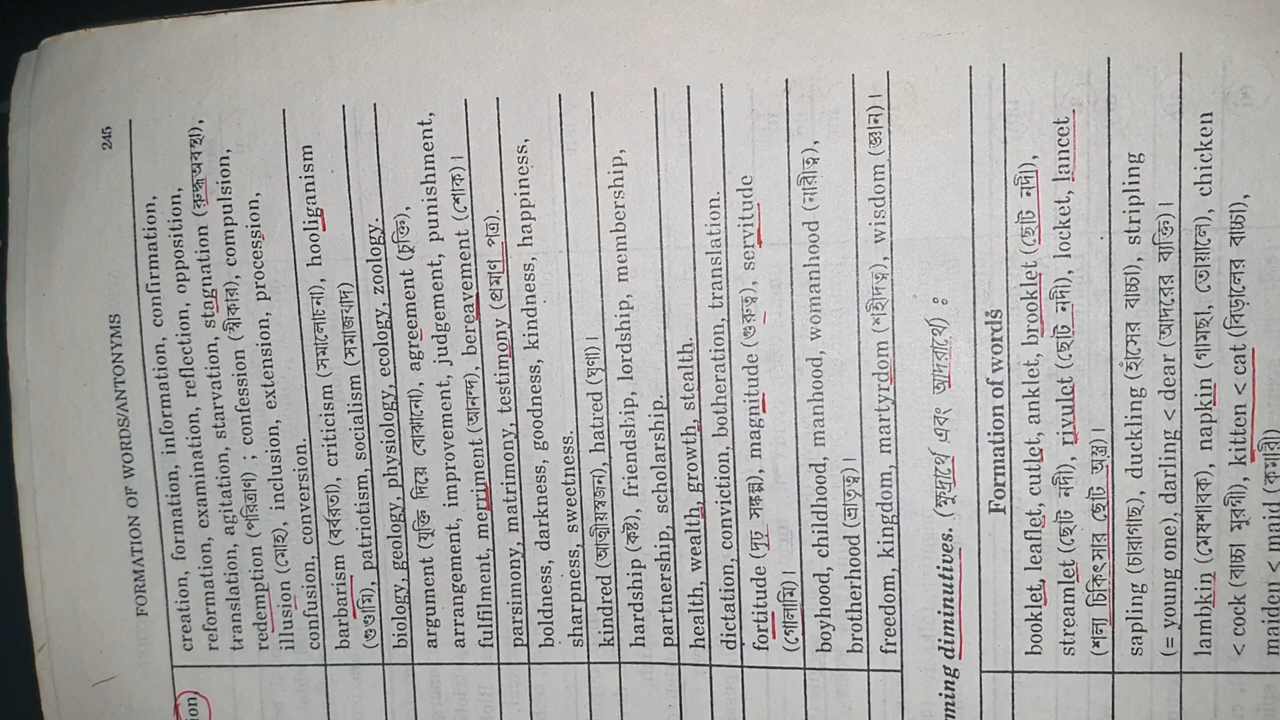 FORMATION OF WORDS/ANTONYMS 245
creation, formation, information, confirmation,
reformation, examination, reflection, opposition,
translation, agitation, starvation, stagnation (রুদ্ধঅবস্থা),
redemption (পরিত্রাণ) ; confession (স্বীকার), compulsion,
illusion (মোহ), inclusion, extension, procession,
confusion, conversion.
barbarism (বর্বরতা), criticism (সমালোচনা), hooliganism
(গুণ্ডামি), patriotism, socialism (সমাজবাদ)
biology, geology, physiology, ecology, zoology.
argument (যুক্তি দিয়ে বোঝানো), agreement (চুক্তি),
arrangement, improvement, judgement, punishment,
fulfilment, merriment (আনন্দ), bereavement (শোক)।
parsimony, matrimony, testimony (প্রমাণ পত্র).
boldness, darkness, goodness, kindness, happiness,
sharpness, sweetness.
kindred (আত্মীয়স্বজন), hatred (ঘৃণা)।
hardship (কষ্ট), friendship, lordship, membership,
partnership, scholarship.
health, wealth, growth, stealth.
dictation, conviction, botheration, translation.
fortitude (দৃঢ় সঙ্কল্প), magnitude (গুরুত্ব), servitude
(গোলামি)।
boyhood, childhood, manhood, womanhood (নারীত্ব),
brotherhood (ভ্রাতৃত্ব)।
freedom, kingdom, martyrdom (শহীদত্ব), wisdom (জ্ঞান)।
ming diminutives. (ক্ষুদ্রার্থে এবং আদরার্থে) :
Formation of words
booklet, leaflet, cutlet, anklet, brooklet (ছোট নদী),
streamlet (ছোট নদী), rivulet (ছোট নদী), locket, lancet
(শল্য চিকিৎসার ছোট অস্ত্র)।
sapling (চারাগাছ), duckling (হাঁসের বাচ্চা), stripling
(= young one), darling < dear (আদরের ব্যক্তি)।
lambkin (মেষশাবক), napkin (গামছা, তোয়ালে), chicken
< cock (বাচ্চা মুরগী), kitten < cat (বিড়ালের বাচ্চা),
maiden < maid (কুমারী)
ion)